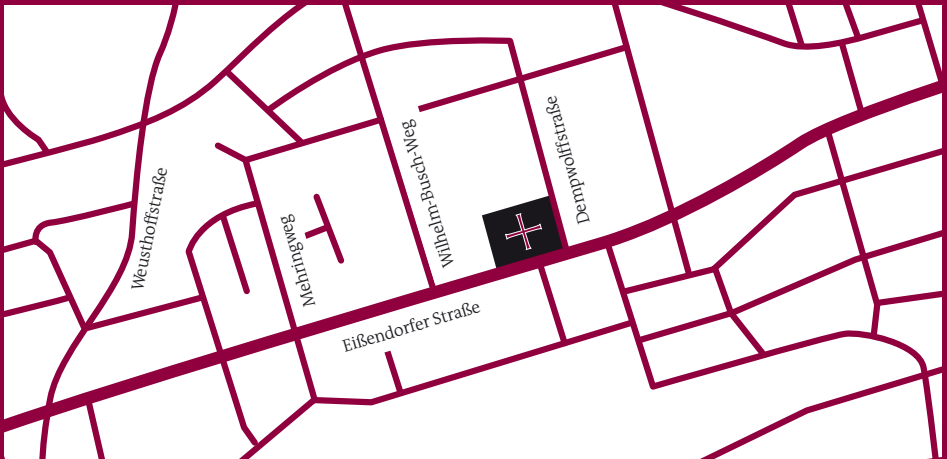 Weusthoffstraße
Mehringweg
Wilhelm-Busch-Weg
Dempwolffstraße
Eißendorfer Straße